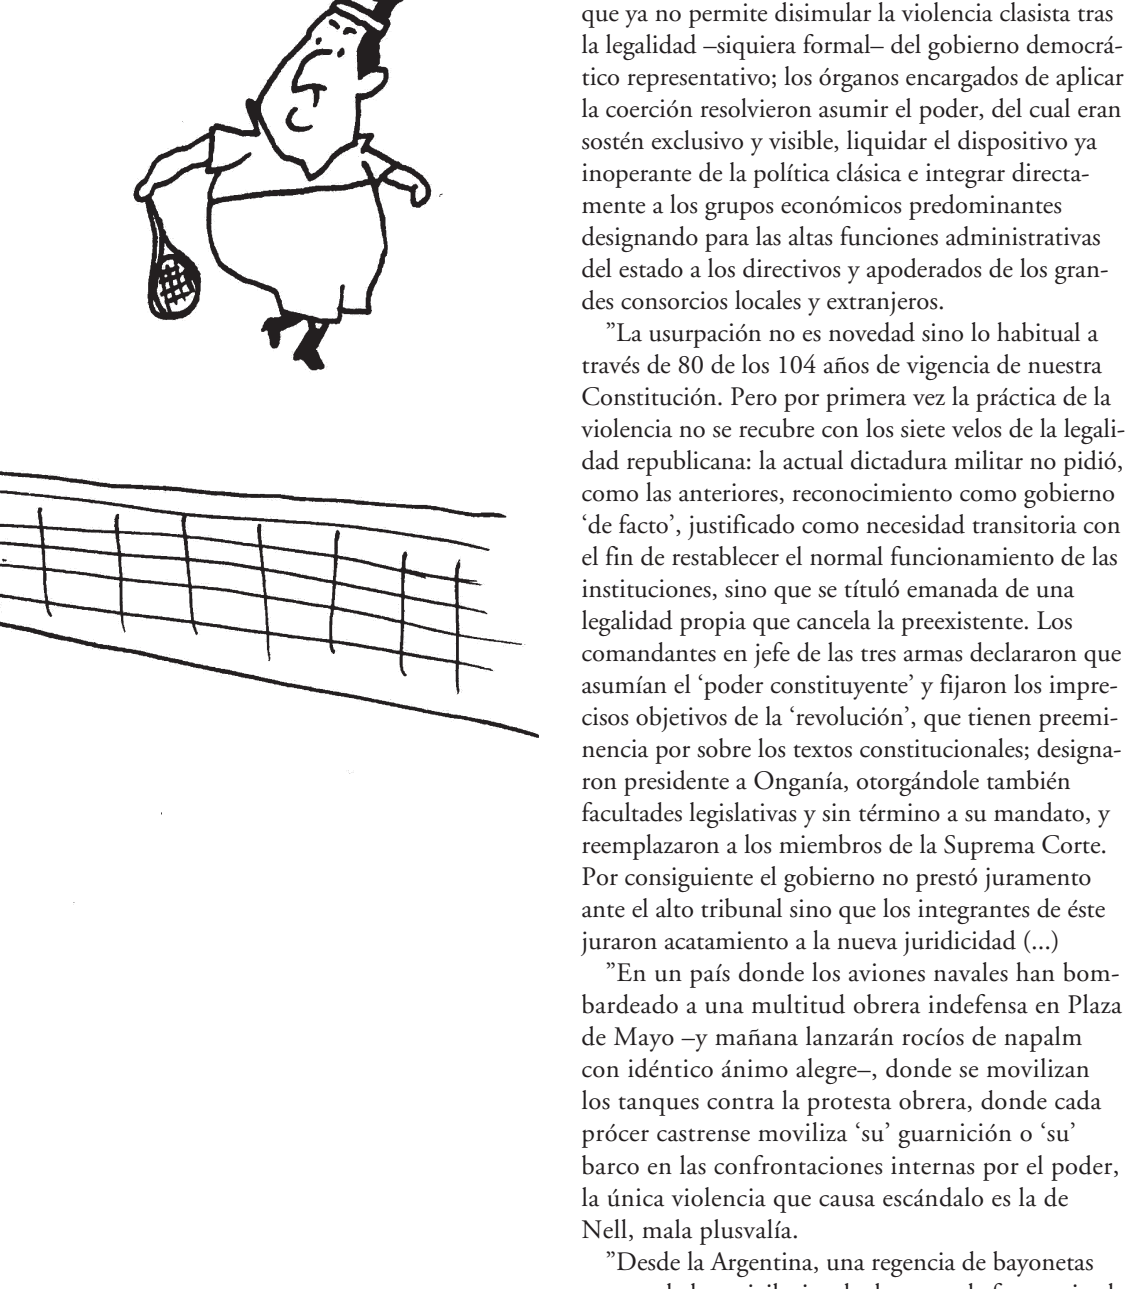 que ya no permite disimular la violencia clasista tras
la legalidad –siquiera formal– del gobierno democrá-
tico representativo; los órganos encargados de aplicar
la coerción resolvieron asumir el poder, del cual eran
sostén exclusivo y visible, liquidar el dispositivo ya
inoperante de la política clásica e integrar directa-
mente a los grupos económicos predominantes
designando para las altas funciones administrativas
del estado a los directivos y apoderados de los gran-
des consorcios locales y extranjeros.
”La usurpación no es novedad sino lo habitual a
través de 80 de los 104 años de vigencia de nuestra
Constitución. Pero por primera vez la práctica de la
violencia no se recubre con los siete velos de la legali-
dad republicana: la actual dictadura militar no pidió,
como las anteriores, reconocimiento como gobierno
‘de facto’, justificado como necesidad transitoria con
el fin de restablecer el normal funcionamiento de las
instituciones, sino que se títuló emanada de una
legalidad propia que cancela la preexistente. Los
comandantes en jefe de las tres armas declararon que
asumían el ‘poder constituyente’ y fijaron los impre-
cisos objetivos de la ‘revolución’, que tienen preemi-
nencia por sobre los textos constitucionales; designa-
ron presidente a Onganía, otorgándole también
facultades legislativas y sin término a su mandato, y
reemplazaron a los miembros de la Suprema Corte.
Por consiguiente el gobierno no prestó juramento
ante el alto tribunal sino que los integrantes de éste
juraron acatamiento a la nueva juridicidad (...)
”En un país donde los aviones navales han bom-
bardeado a una multitud obrera indefensa en Plaza
de Mayo –y mañana lanzarán rocíos de napalm
con idéntico ánimo alegre–, donde se movilizan
los tanques contra la protesta obrera, donde cada
prócer castrense moviliza ‘su’ guarnición o ‘su’
barco en las confrontaciones internas por el poder,
la única violencia que causa escándalo es la de
Nell, mala plusvalía.
”Desde la Argentina, una regencia de bayonetas